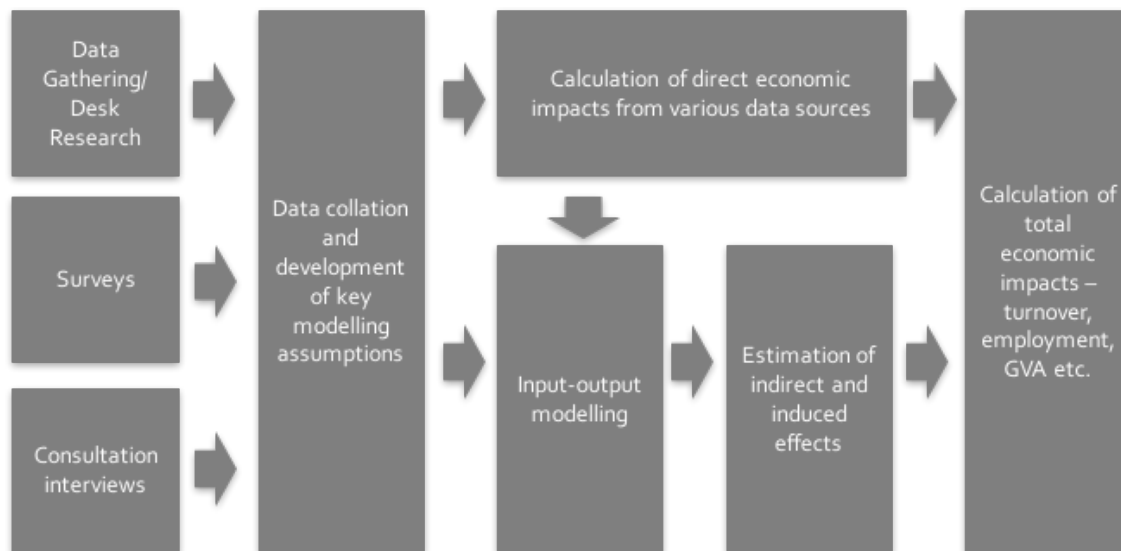 Data
Gathering/
Desk
Research
Surveys
Consultation
interviews
Data collation
and
development
of key
modelling
assumptions
Calculation of direct economic
impacts from various data sources
Input-output
modelling
Estimation of
indirect and
induced
effects
Calculation of
total
economic
impacts –
turnover,
employment,
GVA etc.